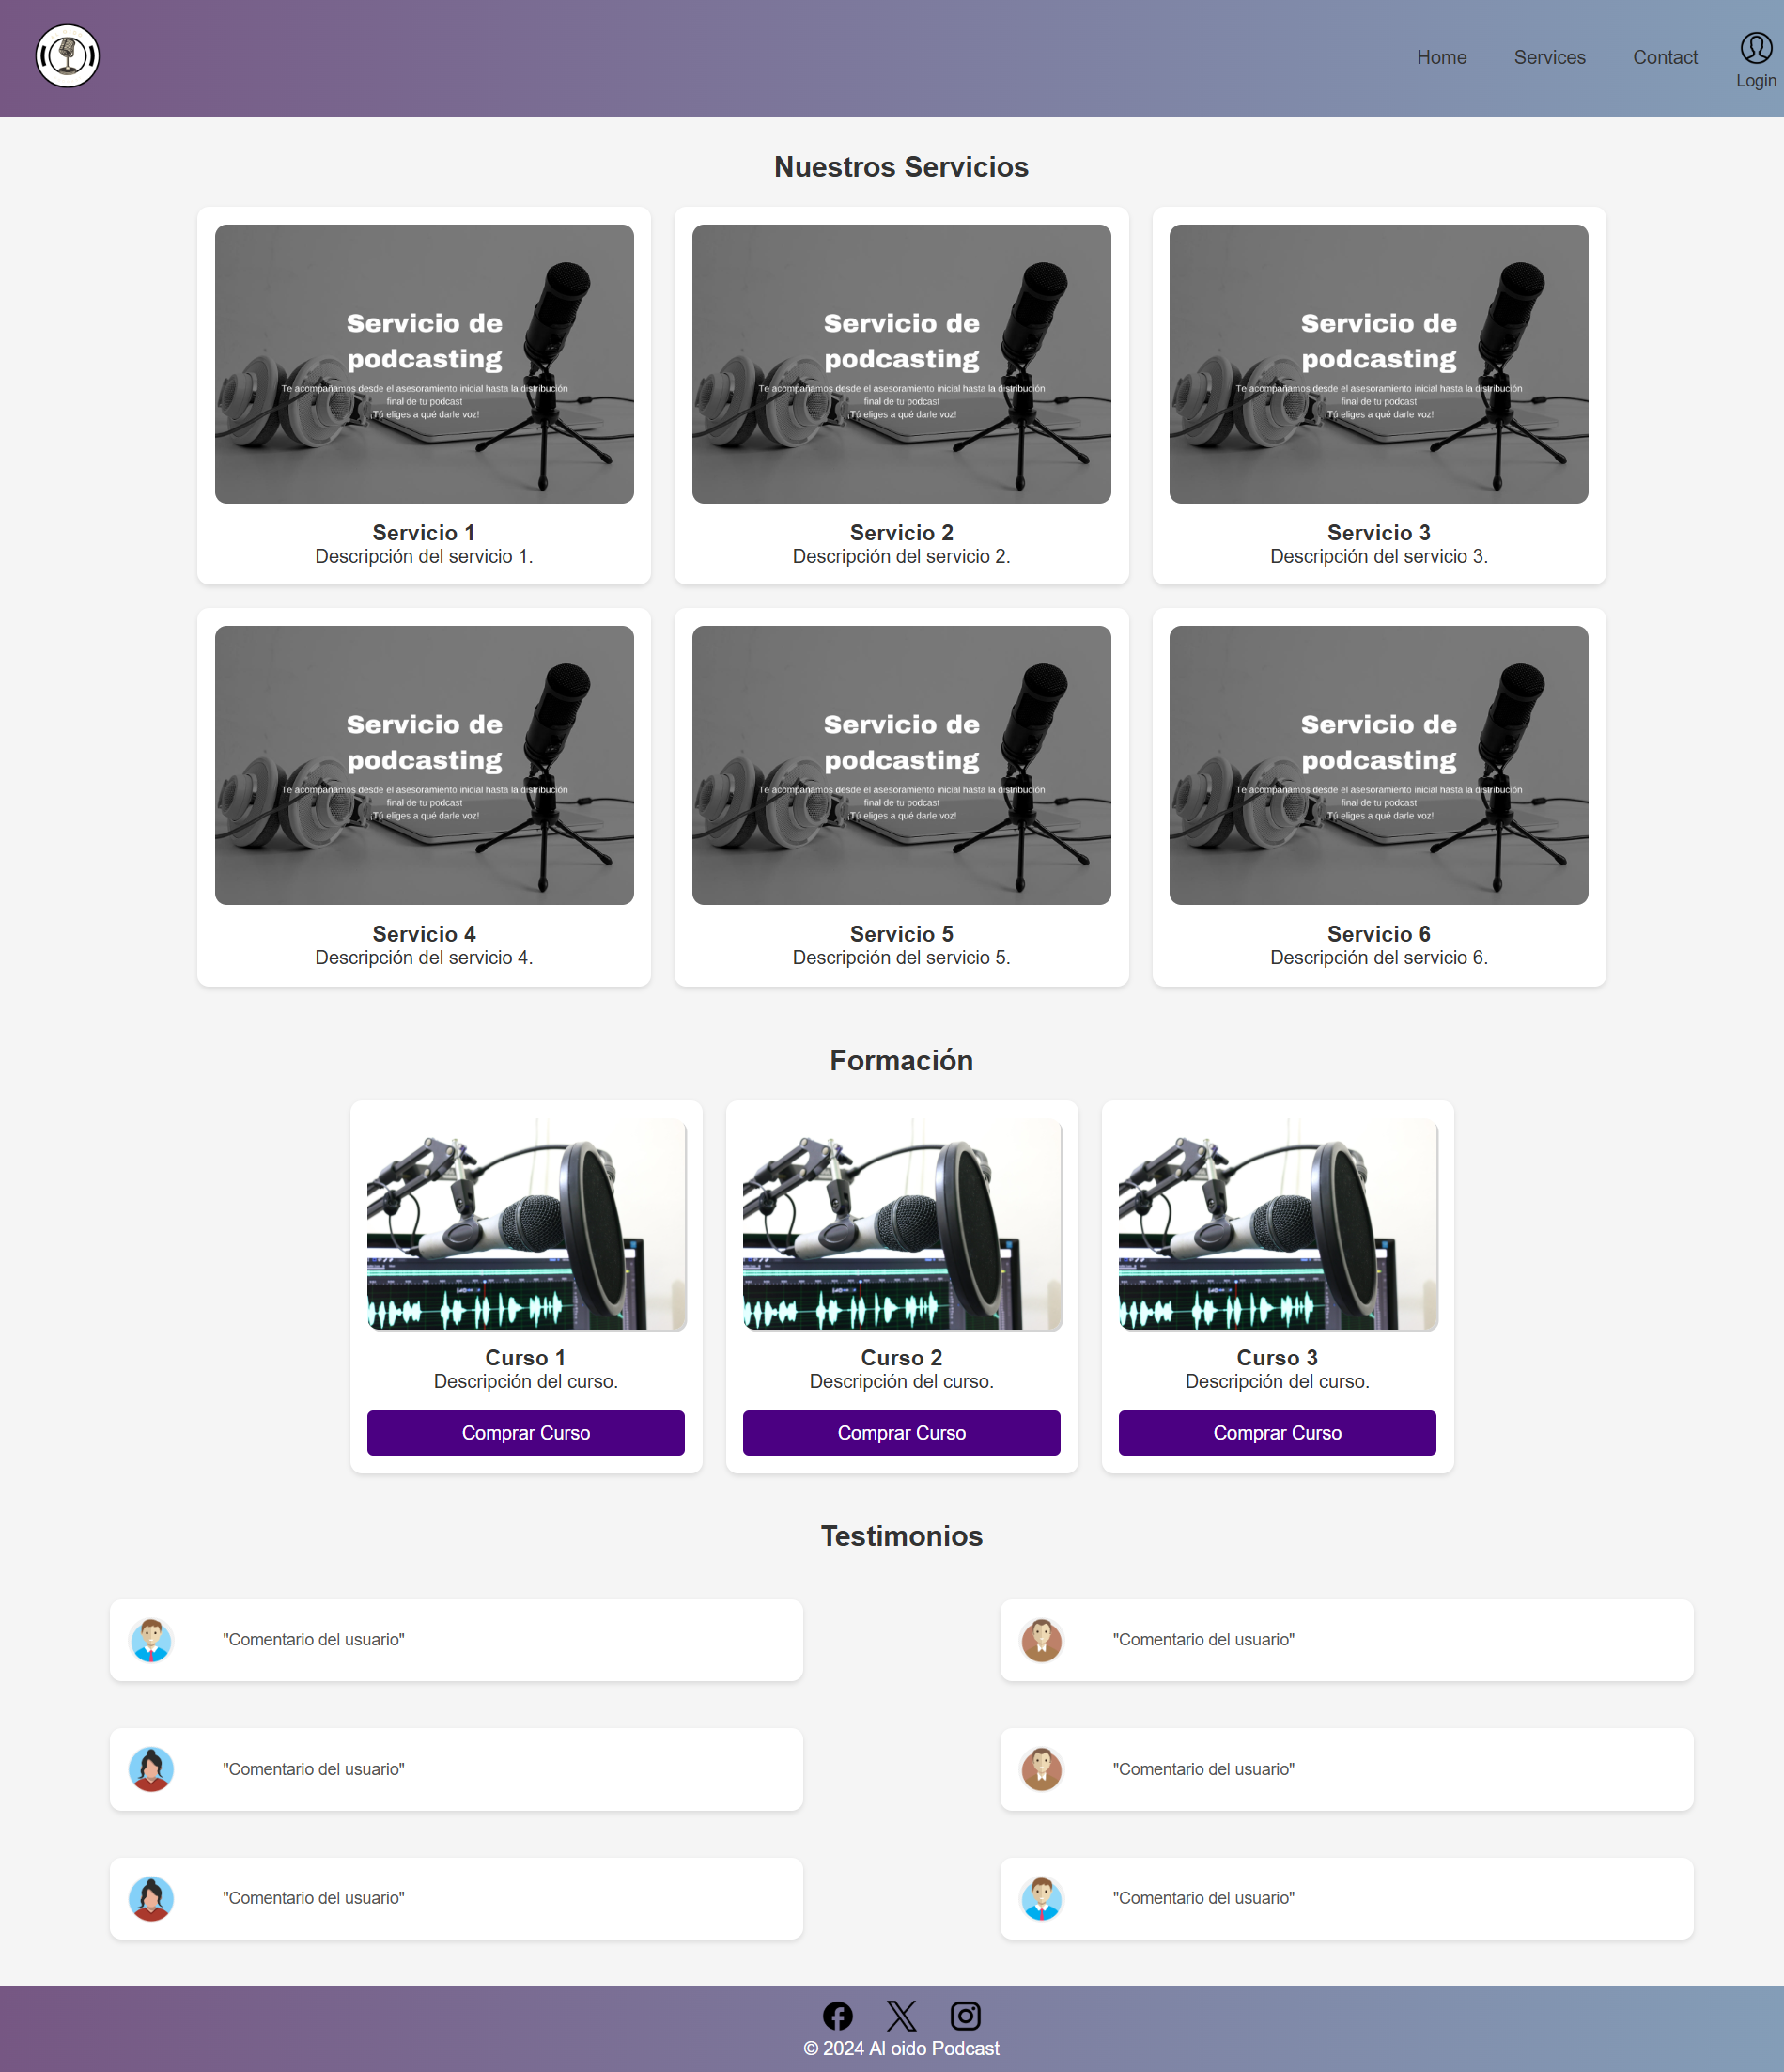 Home Services Contact Login
Nuestros Servicios
Servicio de
podcasting
Te acompañamos desde el asesoramiento inicial hasta la distribución
final de tu podcast
¡Tú eliges a qué darle voz!
Servicio 1
Descripción del servicio 1.
Servicio de
podcasting
Te acompañamos desde el asesoramiento inicial hasta la distribución
final de tu podcast
¡Tú eliges a qué darle voz!
Servicio 2
Descripción del servicio 2.
Servicio de
podcasting
Te acompañamos desde el asesoramiento inicial hasta la distribución
final de tu podcast
¡Tú eliges a qué darle voz!
Servicio 3
Descripción del servicio 3.
Servicio de
podcasting
Te acompañamos desde el asesoramiento inicial hasta la distribución
final de tu podcast
¡Tú eliges a qué darle voz!
Servicio 4
Descripción del servicio 4.
Servicio de
podcasting
Te acompañamos desde el asesoramiento inicial hasta la distribución
final de tu podcast
¡Tú eliges a qué darle voz!
Servicio 5
Descripción del servicio 5.
Servicio de
podcasting
Te acompañamos desde el asesoramiento inicial hasta la distribución
final de tu podcast
¡Tú eliges a qué darle voz!
Servicio 6
Descripción del servicio 6.
Formación
Curso 1
Descripción del curso.
Comprar Curso
Curso 2
Descripción del curso.
Comprar Curso
Curso 3
Descripción del curso.
Comprar Curso
Testimonios
"Comentario del usuario"
"Comentario del usuario"
"Comentario del usuario"
"Comentario del usuario"
"Comentario del usuario"
"Comentario del usuario"
© 2024 Al oido Podcast